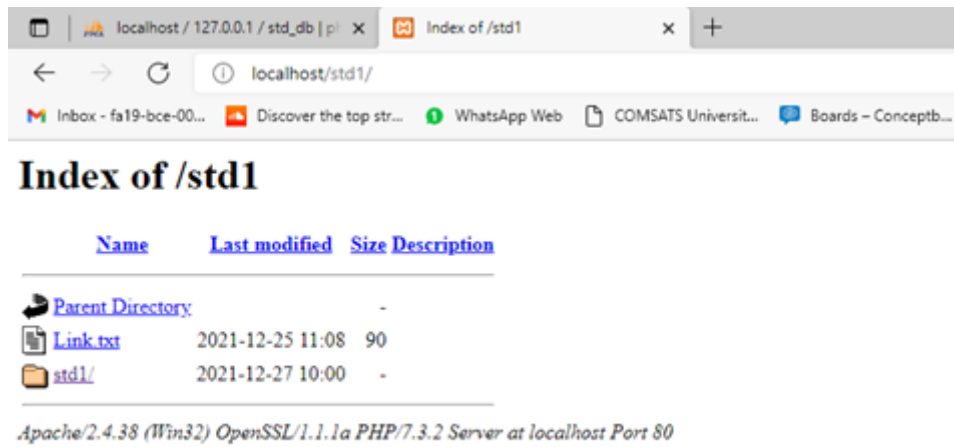 localhost / 127.0.0.1 / std_db | ph
Index of /std1
localhost/std1/
Inbox - fa19-bce-00... Discover the top str... WhatsApp Web COMSATS Universit... Boards – Conceptb...
Index of /std1
Name Last modified Size Description
Parent Directory -
Link.txt 2021-12-25 11:08 90
std1/ 2021-12-27 10:00 -
Apache/2.4.38 (Win32) OpenSSL/1.1.1a PHP/7.3.2 Server at localhost Port 80